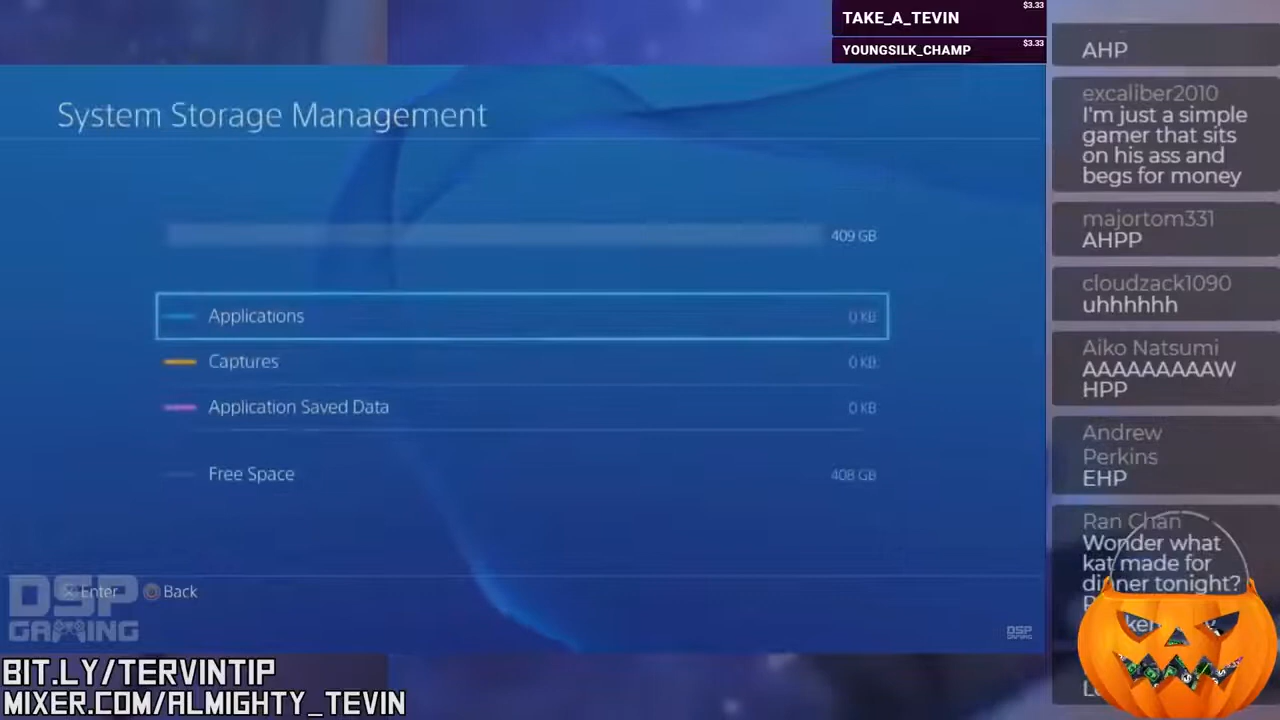 TAKE_A_TEVIN
$3.33
YOUNGSILK_CHAMP
$3.33
System Storage Management
409 GB
Applications
0 KB
Captures
0 KB
Application Saved Data
0 KB
Free Space
408 GB
Enter
Back
DSP
GAMING
DSP
GAMING
BIT.LY/TERVINTIP
MIXER.COM/ALMIGHTY_TEVIN
AHP
excaliber2010
I'm just a simple
gamer that sits
on his ass and
begs for money
majortom331
AHPP
cloudzack1090
uhhhhhh
Aiko Natsumi
AAAAAAAAAW
HPP
Andrew
Perkins
EHP
Ran Chan
Wonder what
kat made for
dinner tonight?